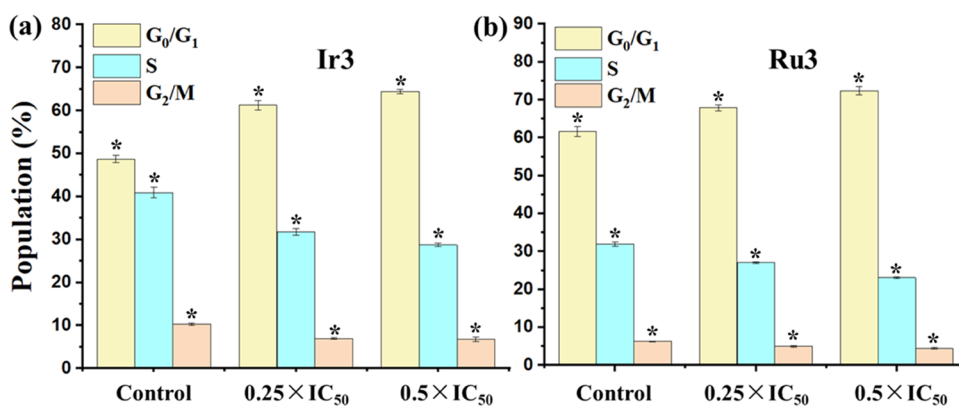 (a)
Ir3
G₀/G₁
S
G₂/M
Population (%)
80
70
60
50
40
30
20
10
0
* * * * * * * * *
Control 0.25×IC₅₀ 0.5×IC₅₀
(b)
Ru3
G₀/G₁
S
G₂/M
90
80
70
60
50
40
30
20
10
0
* * * * * * * * *
Control 0.25×IC₅₀ 0.5×IC₅₀